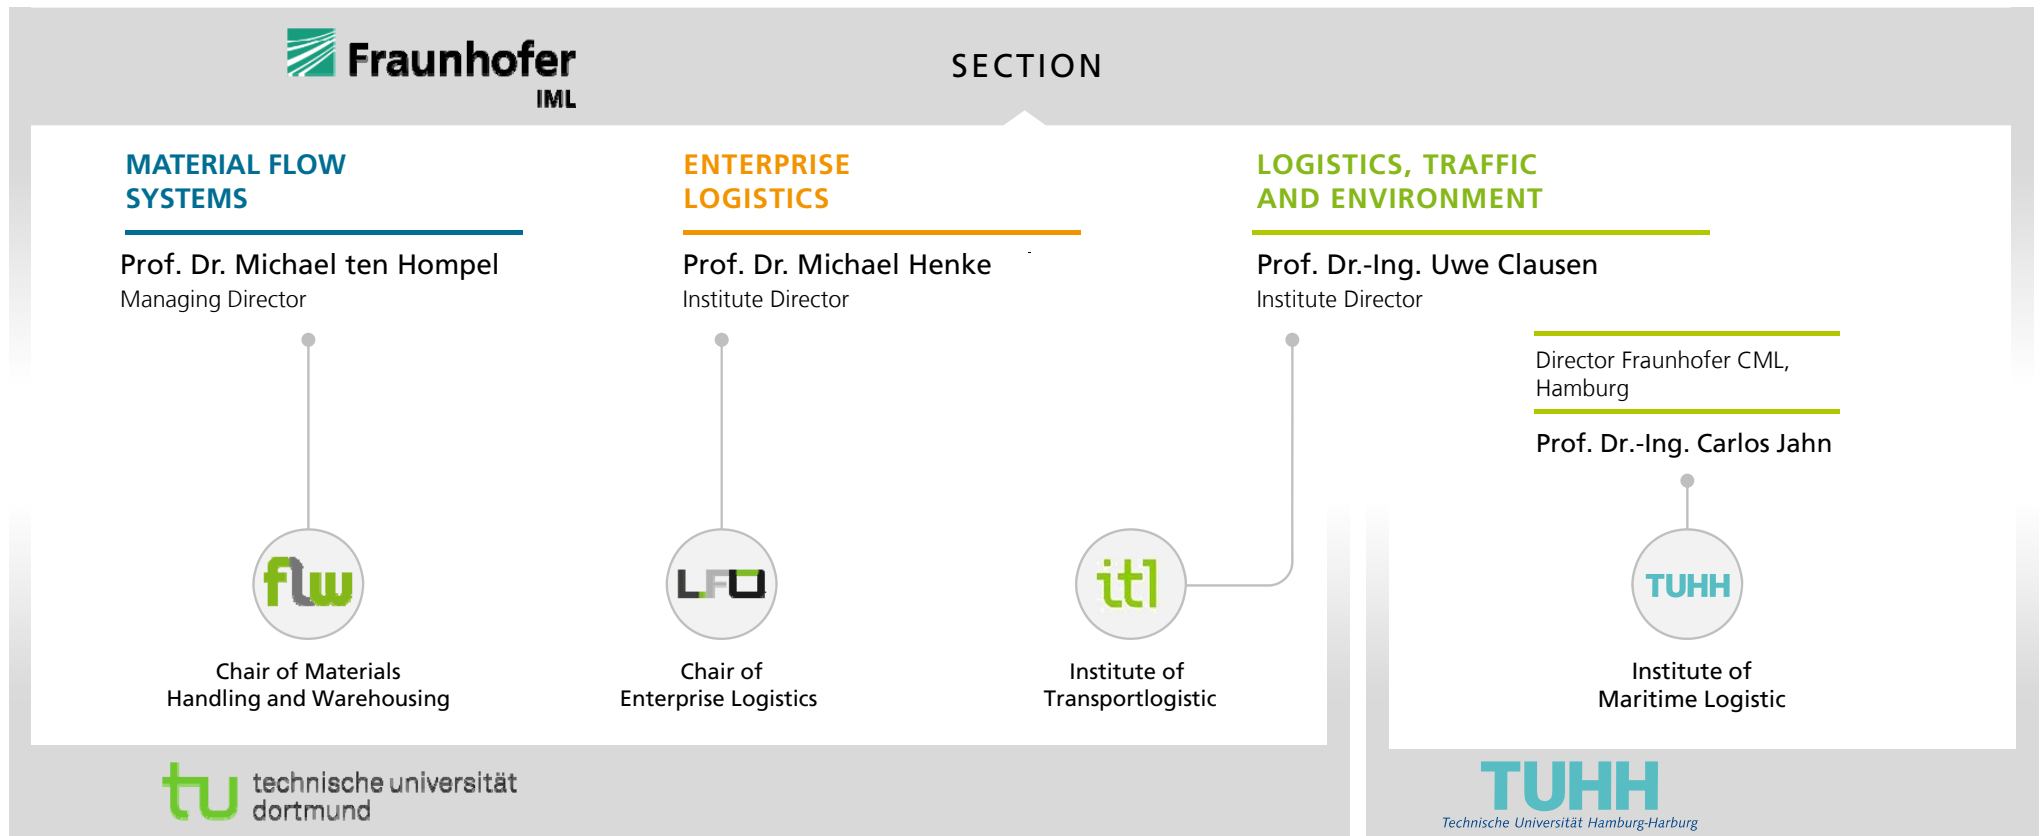 Fraunhofer
IML
SECTION
MATERIAL FLOW
SYSTEMS
Prof. Dr. Michael ten Hompel
Managing Director
ENTERPRISE
LOGISTICS
Prof. Dr. Michael Henke
Institute Director
LOGISTICS, TRAFFIC
AND ENVIRONMENT
Prof. Dr.-Ing. Uwe Clausen
Institute Director
Director Fraunhofer CML,
Hamburg
Prof. Dr.-Ing. Carlos Jahn
flw
Chair of Materials
Handling and Warehousing
LFO
Chair of
Enterprise Logistics
itl
Institute of
Transportlogistic
TUHH
Institute of
Maritime Logistic
tu technische universität
dortmund
TUHH
Technische Universität Hamburg-Harburg